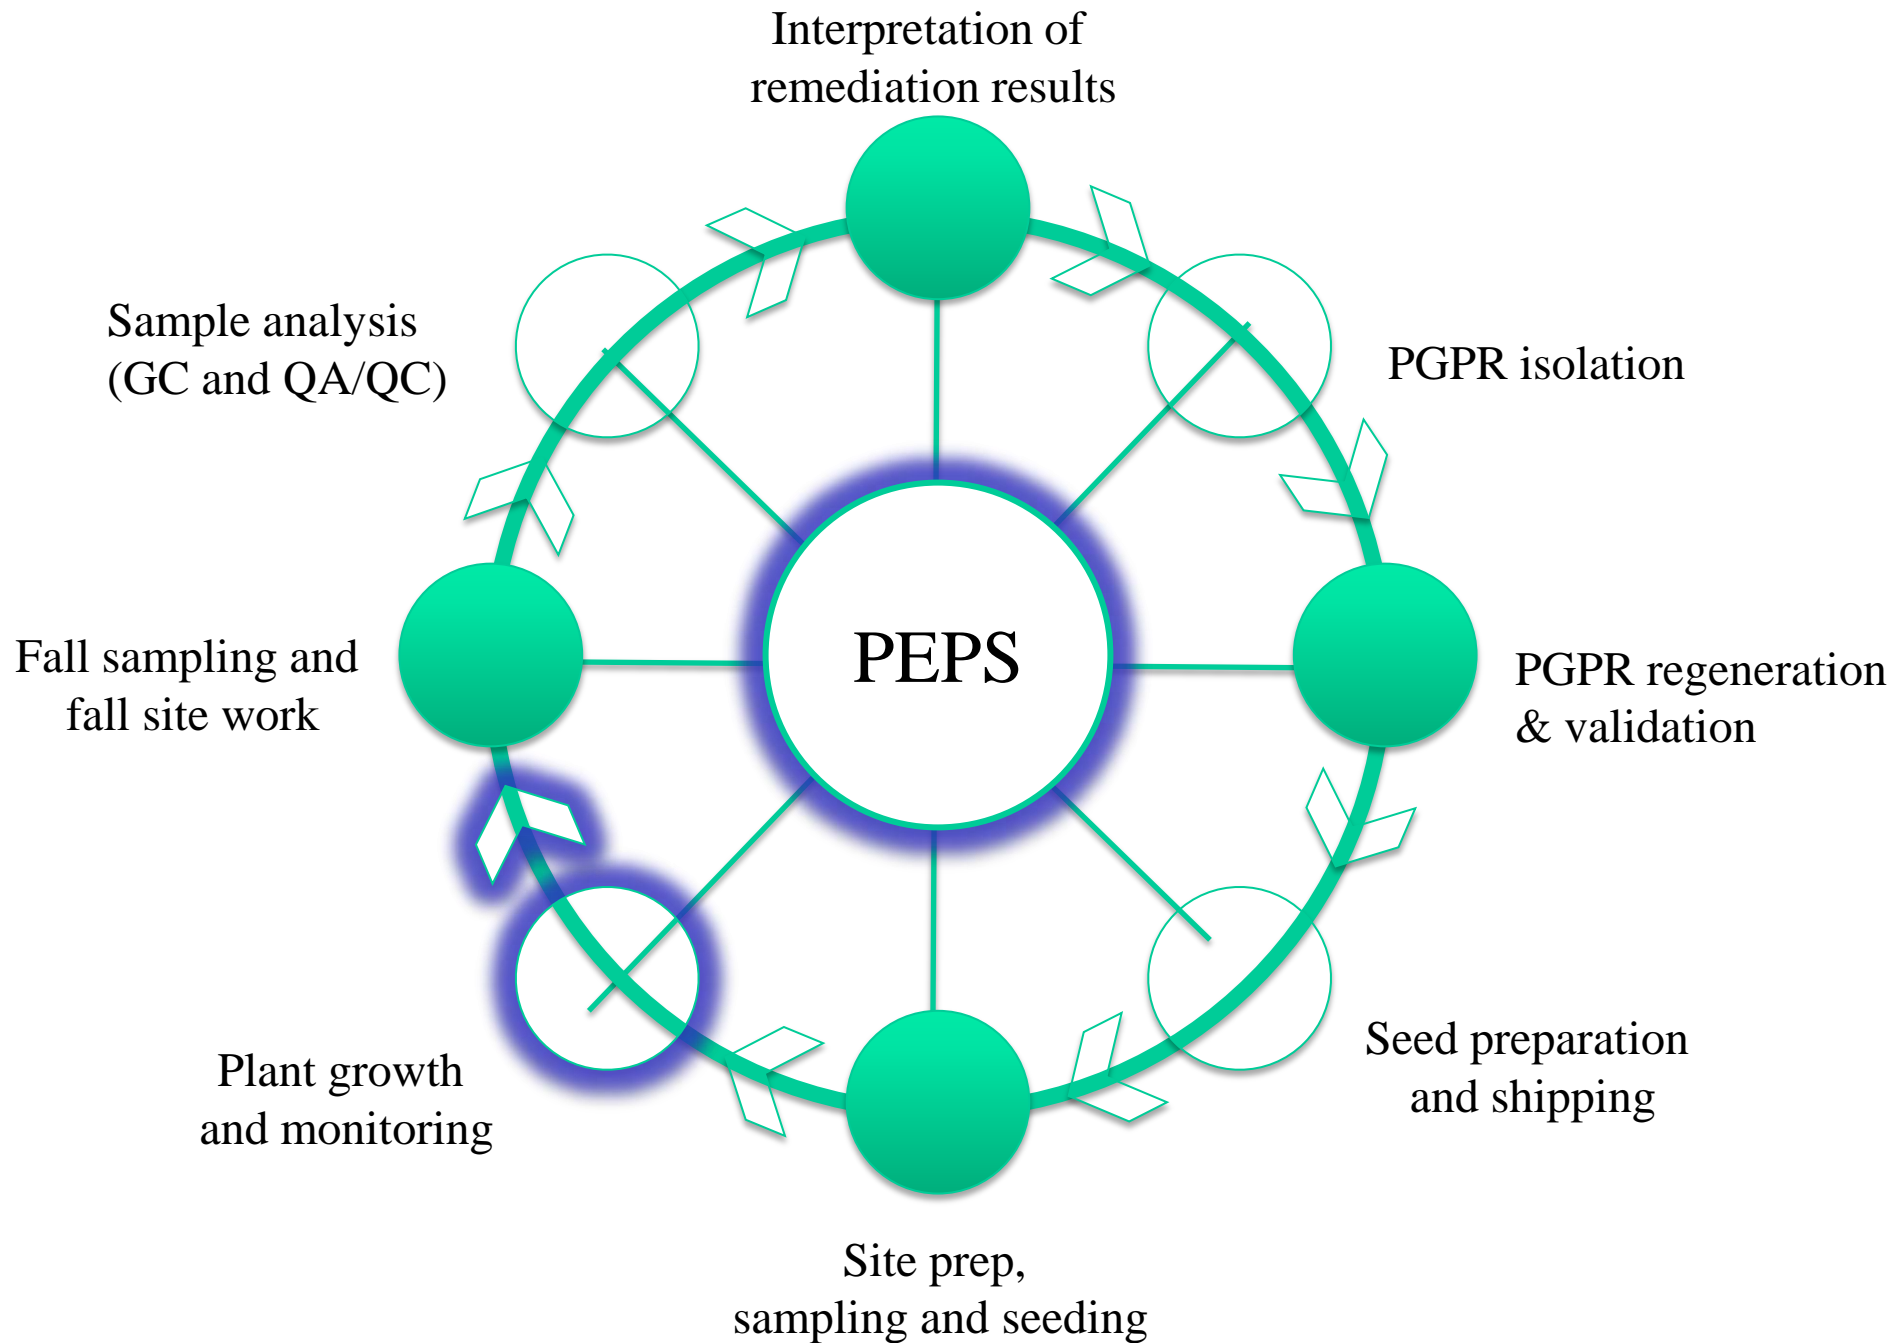 Interpretation of
remediation results
Sample analysis
(GC and QA/QC)
PGPR isolation
Fall sampling and
fall site work
PEPS
PGPR regeneration
& validation
Plant growth
and monitoring
Seed preparation
and shipping
Site prep,
sampling and seeding